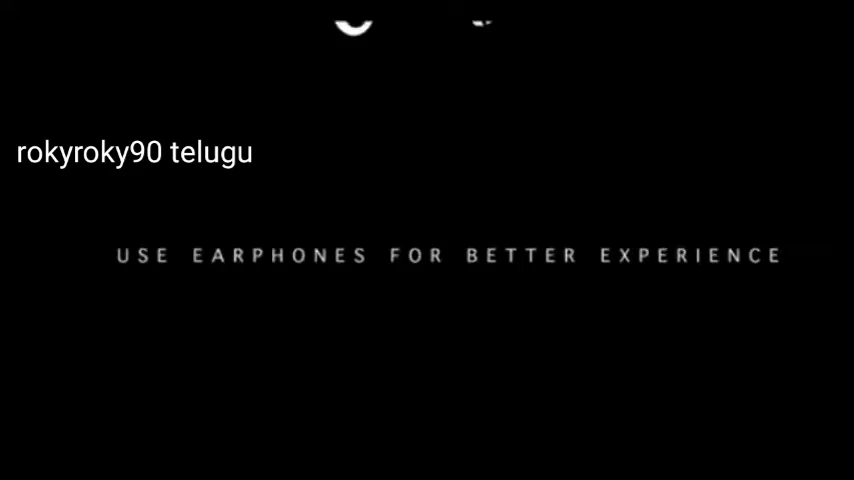 rokyroky90 telugu
USE EARPHONES FOR BETTER EXPERIENCE